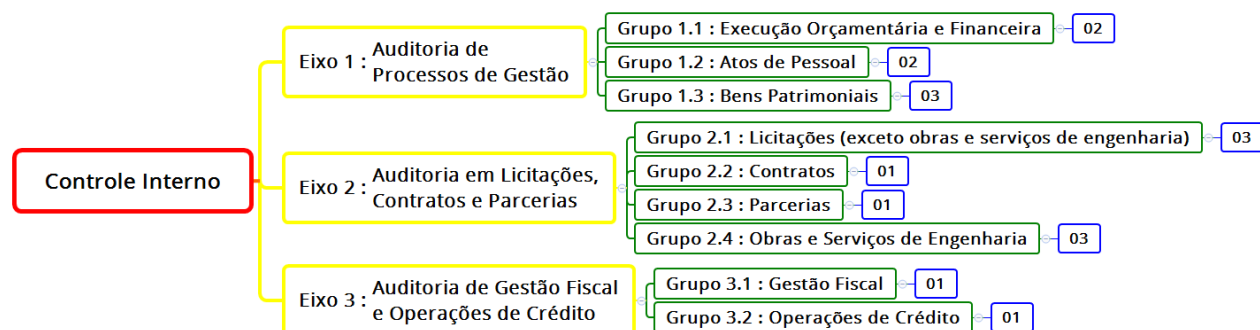 Controle Interno
Eixo 1 : Auditoria de
Processos de Gestão
Grupo 1.1 : Execução Orçamentária e Financeira
02
Grupo 1.2 : Atos de Pessoal
02
Grupo 1.3 : Bens Patrimoniais
03
Eixo 2 : Auditoria em Licitações,
Contratos e Parcerias
Grupo 2.1 : Licitações (exceto obras e serviços de engenharia)
03
Grupo 2.2 : Contratos
01
Grupo 2.3 : Parcerias
01
Grupo 2.4 : Obras e Serviços de Engenharia
03
Eixo 3 : Auditoria de Gestão Fiscal
e Operações de Crédito
Grupo 3.1 : Gestão Fiscal
01
Grupo 3.2 : Operações de Crédito
01